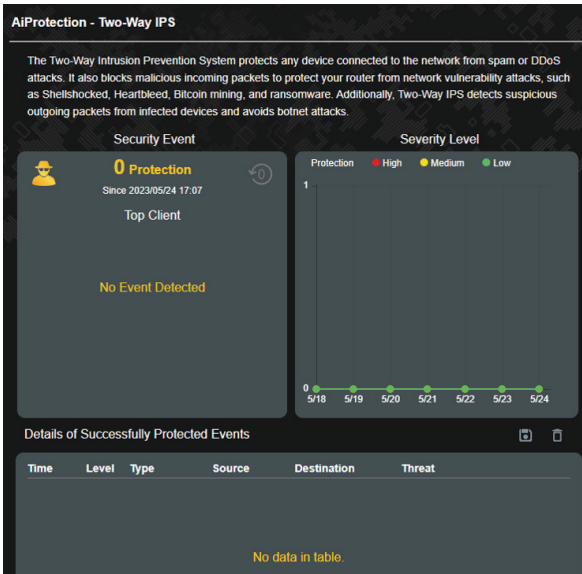 AiProtection - Two-Way IPS
The Two-Way Intrusion Prevention System protects any device connected to the network from spam or DDoS
attacks. It also blocks malicious incoming packets to protect your router from network vulnerability attacks, such
as Shellshocked, Heartbleed, Bitcoin mining, and ransomware. Additionally, Two-Way IPS detects suspicious
outgoing packets from infected devices and avoids botnet attacks.
Security Event
0 Protection
0
Since 2023/05/24 17:07
Top Client
No Event Detected
Severity Level
Protection High Medium Low
1
0
5/18 5/19 5/20 5/21 5/22 5/23 5/24
Details of Successfully Protected Events
Time Level Type Source Destination Threat
No data in table.